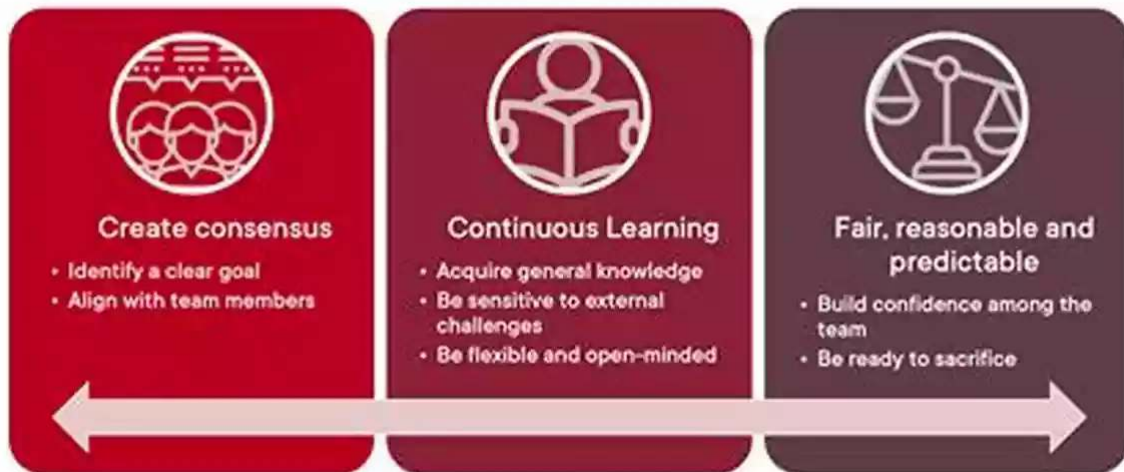 Create consensus
• Identify a clear goal
• Align with team members
Continuous Learning
• Acquire general knowledge
• Be sensitive to external
challenges
• Be flexible and open-minded
Fair, reasonable and
predictable
• Build confidence among the
team
• Be ready to sacrifice